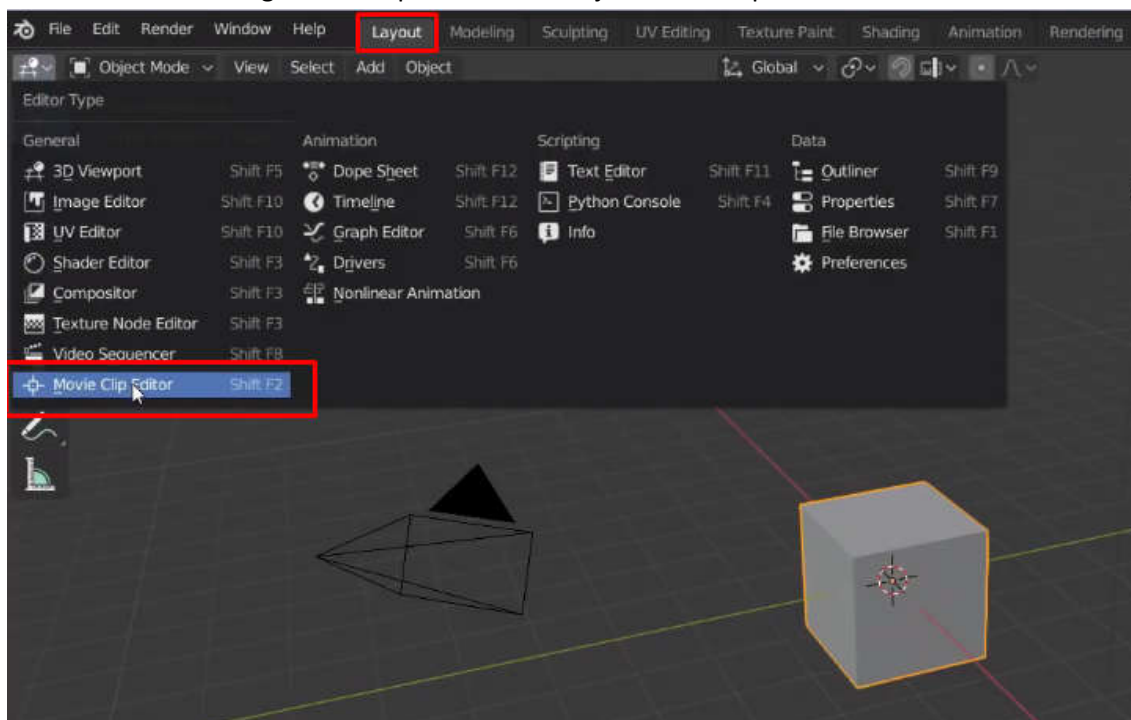 File Edit Render Window Help Layout Modeling Sculpting UV Editing Texture Paint Shading Animation Rendering
Object Mode View Select Add Object Global
Editor Type
General Animation Scripting Data
3D Viewport Shift F5 Dope Sheet Shift F12 Text Editor Shift F11 Outliner Shift F9
Image Editor Shift F10 Timeline Shift F12 Python Console Shift F4 Properties Shift F7
UV Editor Shift F10 Graph Editor Shift F6 Info File Browser Shift F1
Shader Editor Shift F3 Drivers Shift F6 Preferences
Compositor Shift F3 Nonlinear Animation
Texture Node Editor Shift F3
Video Sequencer Shift F8
Movie Clip Editor Shift F2